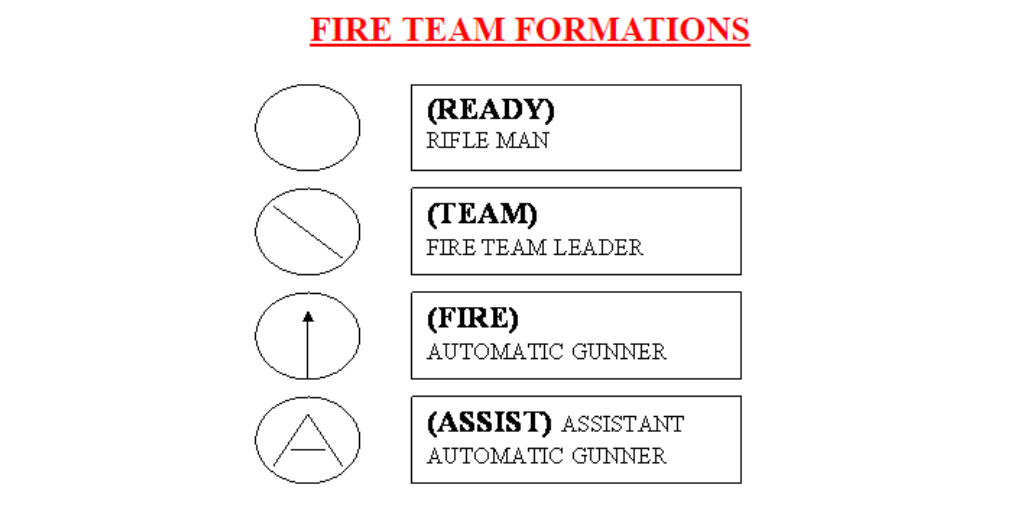 FIRE TEAM FORMATIONS
(READY)
RIFLE MAN
(TEAM)
FIRE TEAM LEADER
(FIRE)
AUTOMATIC GUNNER
A
(ASSIST) ASSISTANT
AUTOMATIC GUNNER